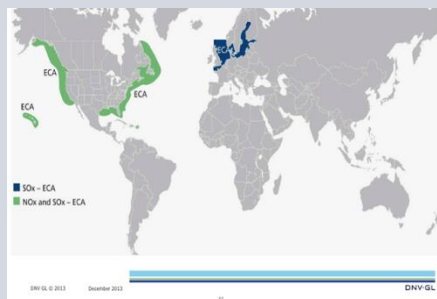 ECA
ECA
ECA
ECA
SOx – ECA
NOx and SOx – ECA
DNV GL © 2013
December 2013
DNV·GL